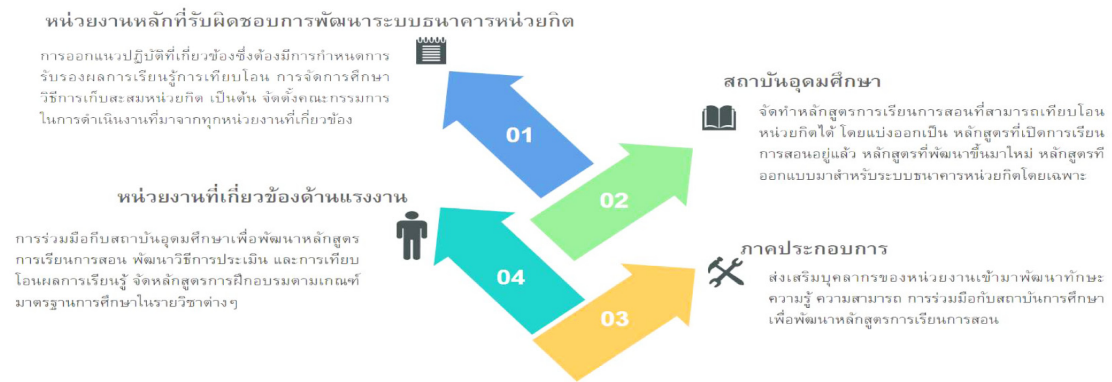 หน่วยงานหลักที่รับผิดชอบการพัฒนาระบบธนาคารหน่วยกิต
การออกแนวปฏิบัติที่เกี่ยวข้องซึ่งต้องมีการกำหนดการ
รับรองผลการเรียนรู้การเทียบโอน การจัดการศึกษา
วิธีการเก็บสะสมหน่วยกิต เป็นต้น จัดตั้งคณะกรรมการ
ในการดำเนินงานที่มาจากทุกหน่วยงานที่เกี่ยวข้อง
01
สถาบันอุดมศึกษา
จัดทำหลักสูตรการเรียนการสอนที่สามารถเทียบโอน
หน่วยกิตได้ โดยแบ่งออกเป็น หลักสูตรที่เปิดการเรียน
การสอนอยู่แล้ว หลักสูตรที่พัฒนาขึ้นมาใหม่ หลักสูตรที
ออกแบบมาสำหรับระบบธนาคารหน่วยกิตโดยเฉพาะ
02
ภาคประกอบการ
ส่งเสริมบุคลากรของหน่วยงานเข้ามาพัฒนาทักษะ
ความรู้ ความสามารถ การร่วมมือกับสถาบันการศึกษา
เพื่อพัฒนาหลักสูตรการเรียนการสอน
03
หน่วยงานที่เกี่ยวข้องด้านแรงงาน
การร่วมมือกับสถาบันอุดมศึกษาเพื่อพัฒนาหลักสูตร
การเรียนการสอน พัฒนาวิธีการประเมิน และการเทียบ
โอนผลการเรียนรู้ จัดหลักสูตรการฝึกอบรมตามเกณฑ์
มาตรฐานการศึกษาในรายวิชาต่างๆ
04